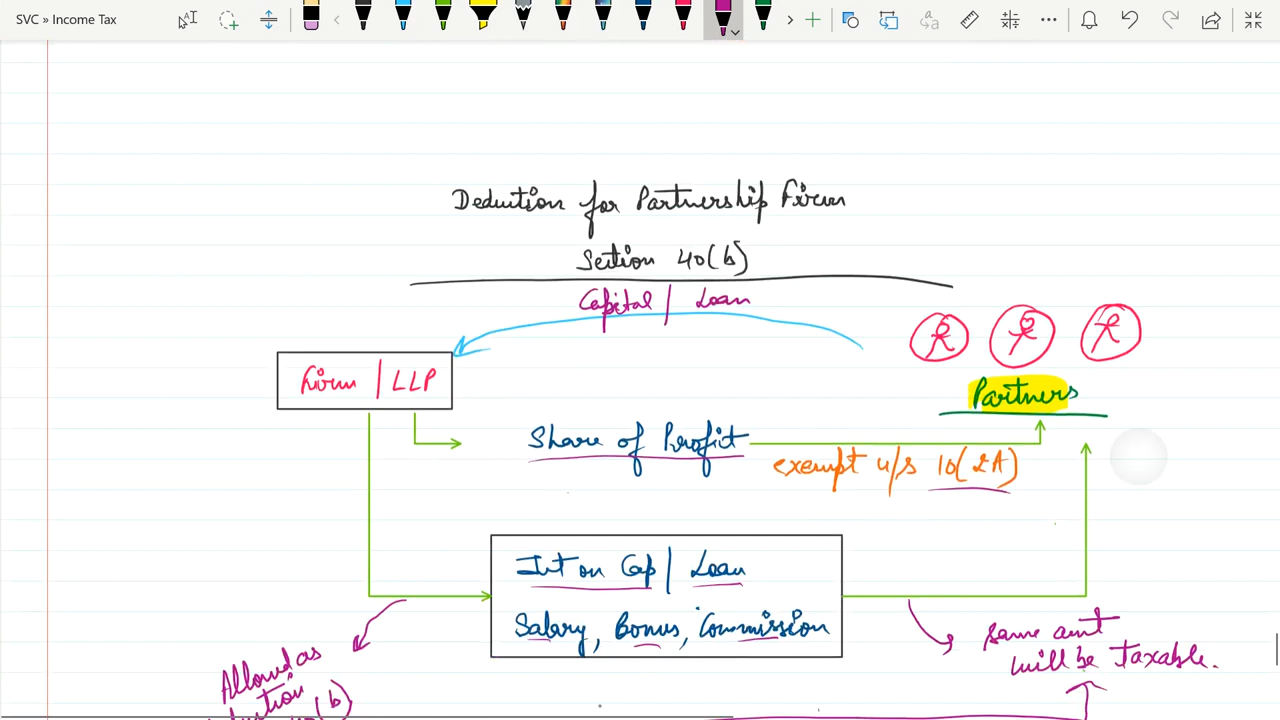 SVC » Income Tax
Deduction for Partnership Firm
Section 40(b)
Capital / Loan
Firm / LLP
Partners
Share of Profit
exempt u/s 10(2A)
Int on Cap / Loan
Salary, Bonus, Commission
same amt
will be taxable.
Allowed as
(b)